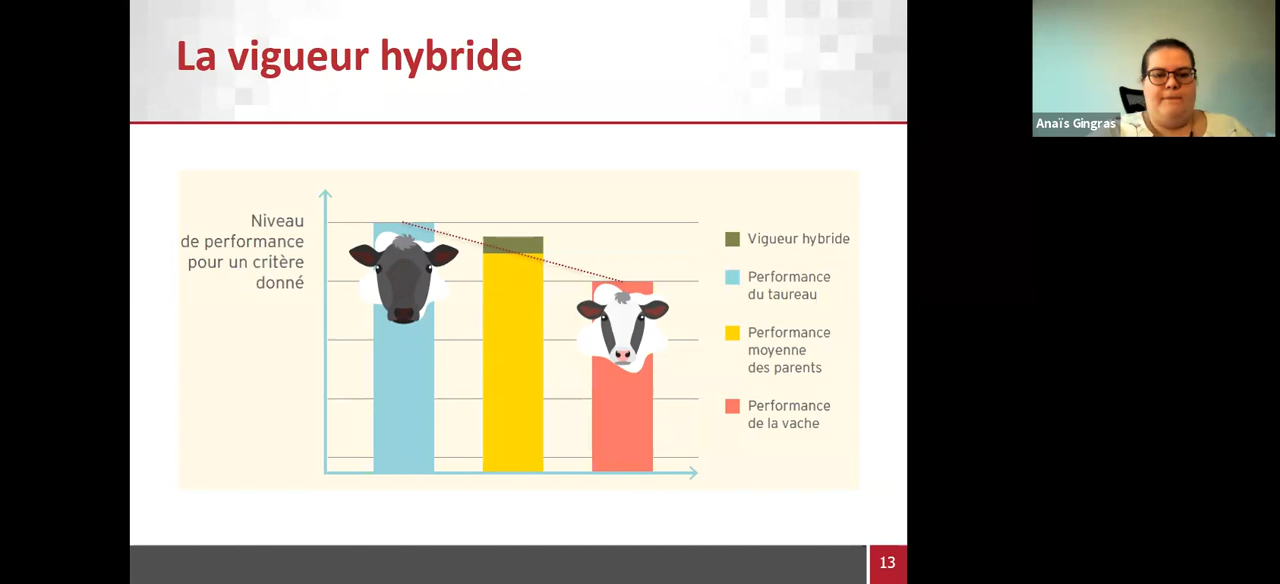 La vigueur hybride
Anaïs Gingras
Niveau
de performance
pour un critère
donné
Vigueur hybride
Performance
du taureau
Performance
moyenne
des parents
Performance
de la vache
13